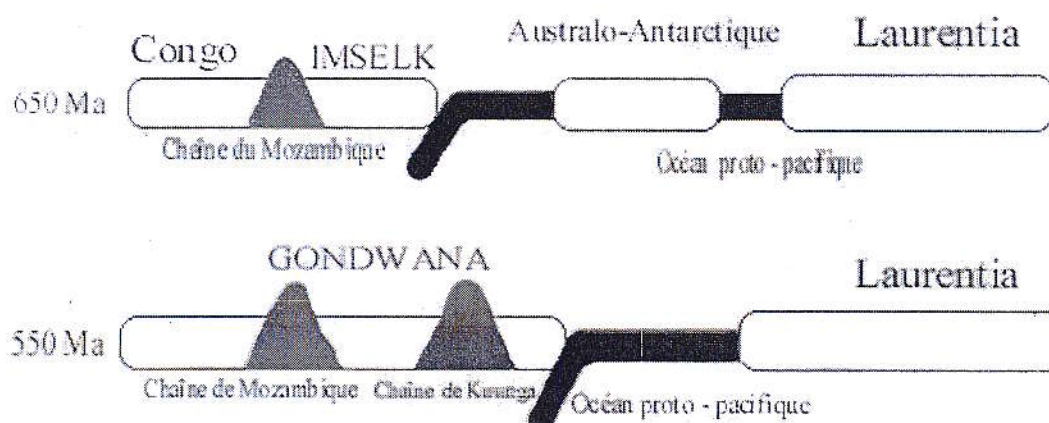 Congo IMSELK Australo-Antarctique Laurentia
650 Ma
Chaîne du Mozambique Océan proto - pacifique
GONDWANA Laurentia
550 Ma
Chaîne de Mozambique Chaîne de Kuunga Océan proto - pacifique